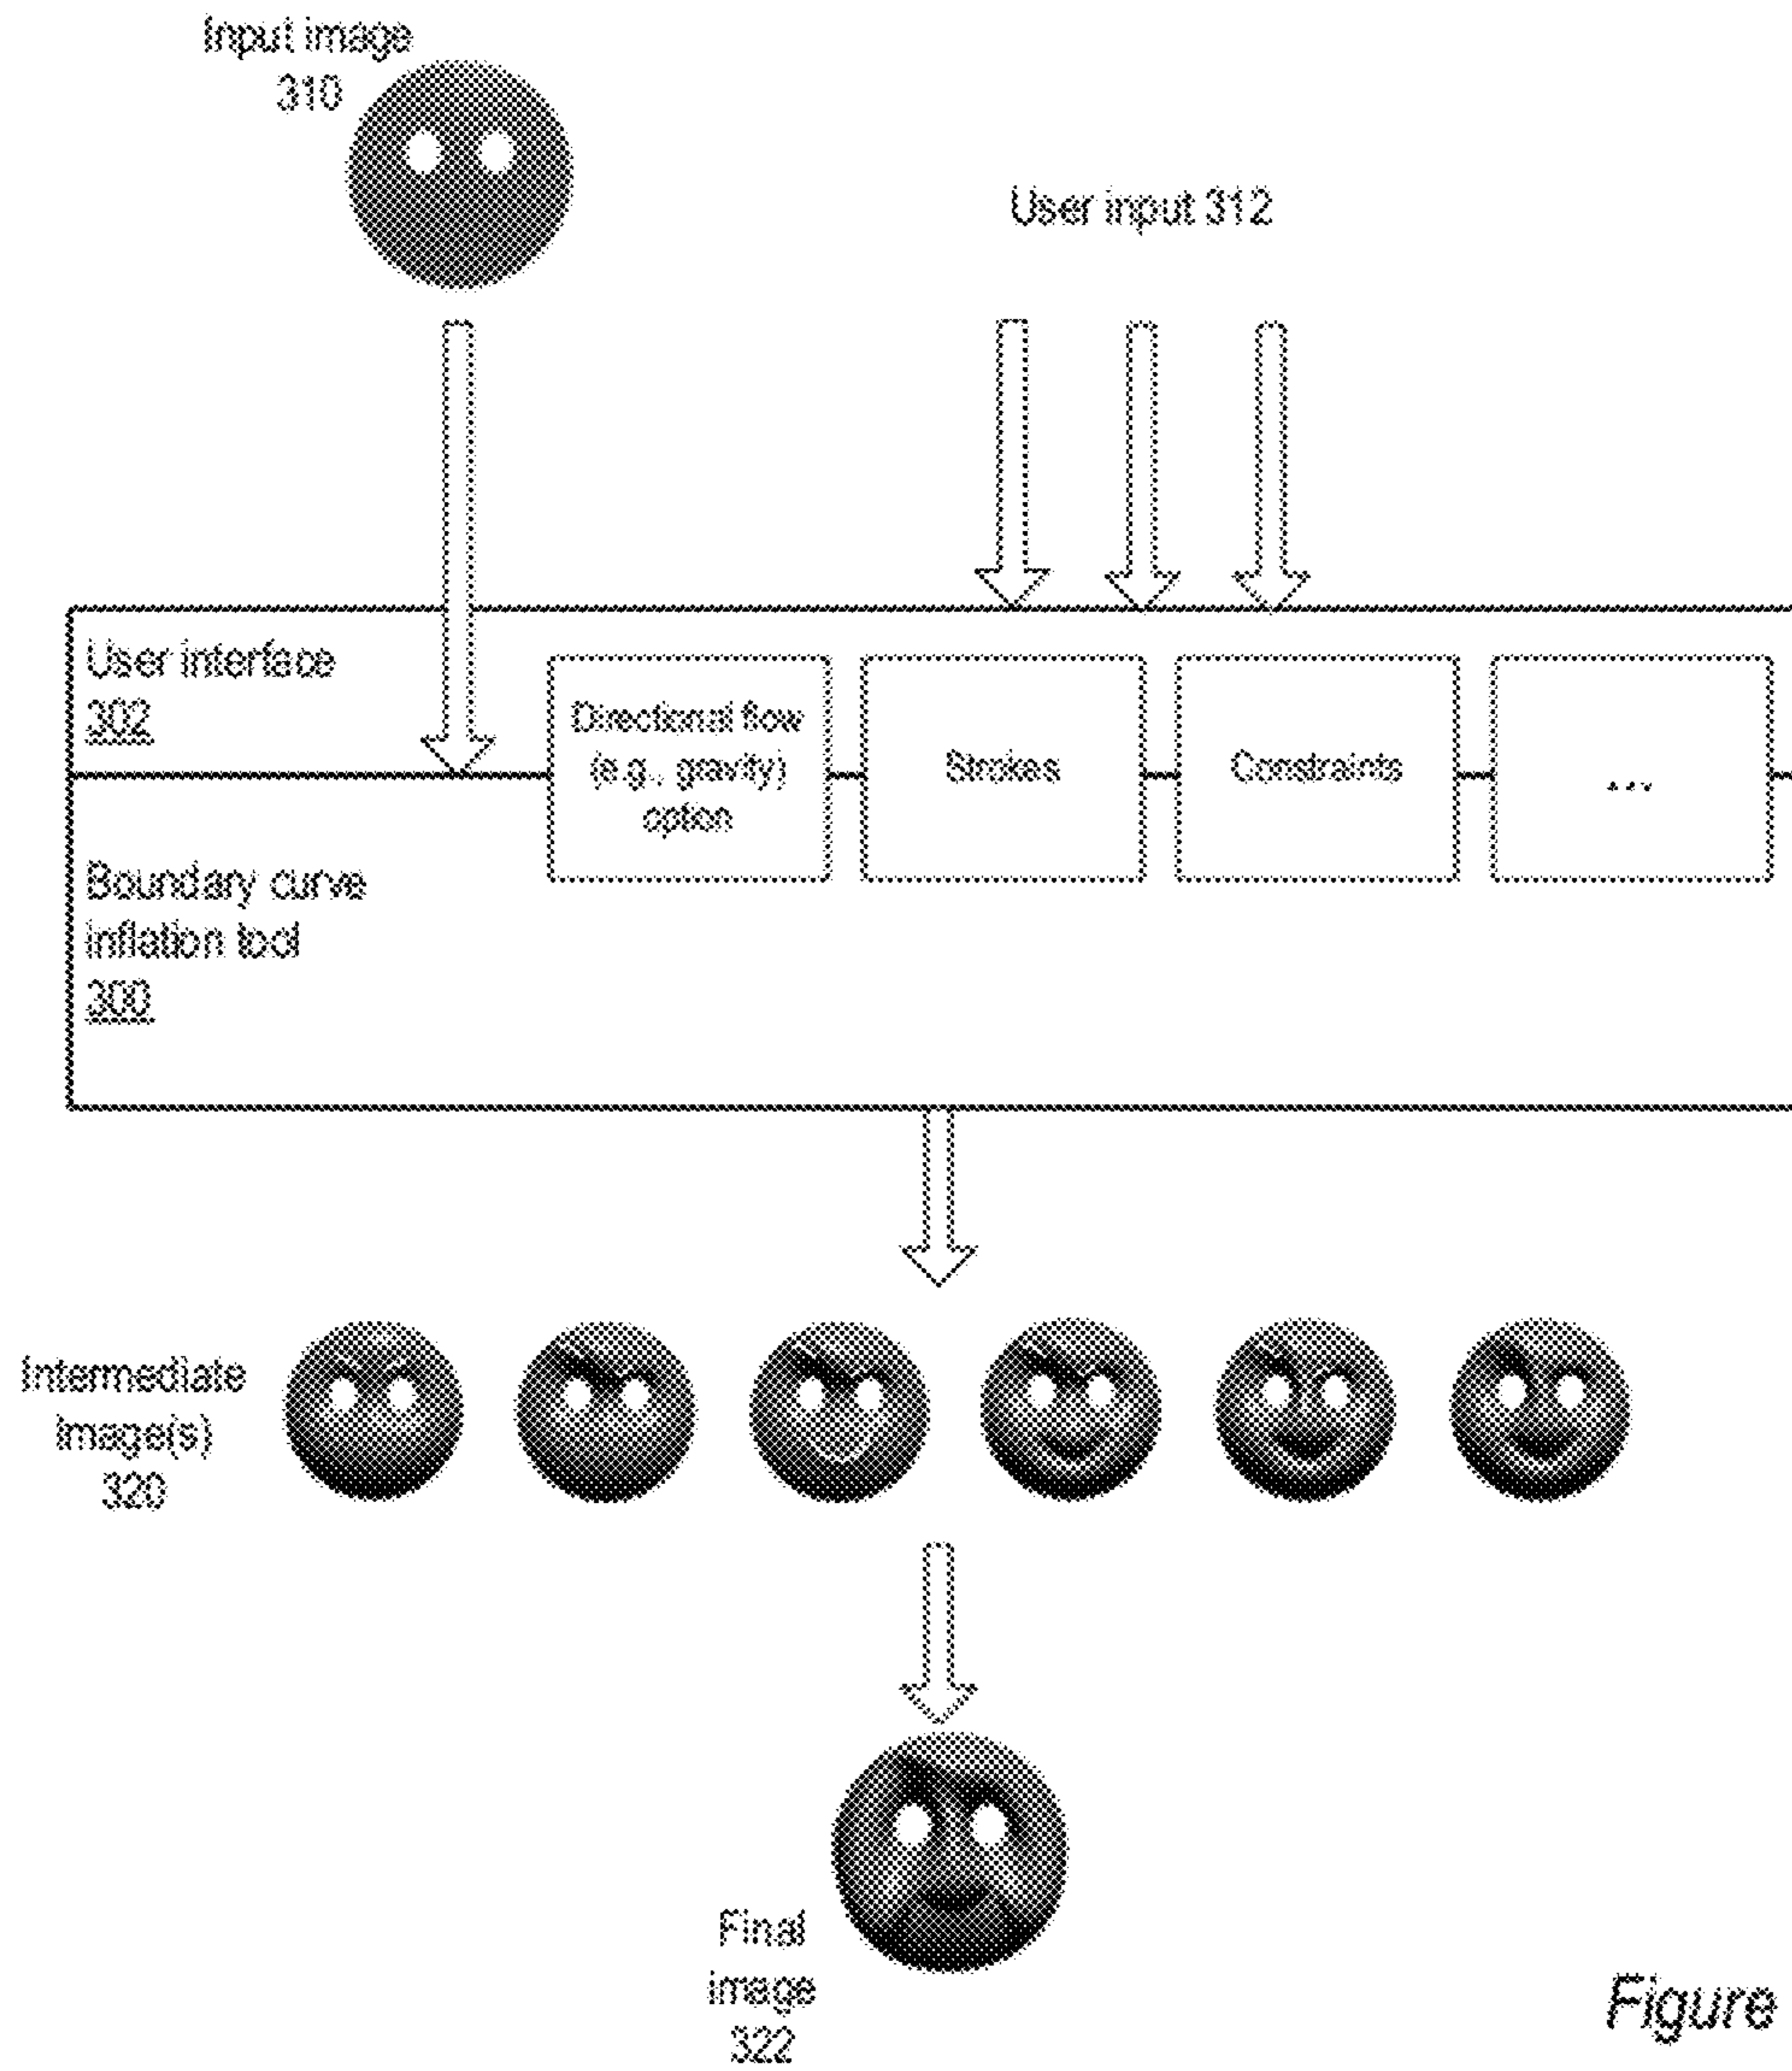 Input image
310
User input 312
User interface
302
Directional flow
(e.g., gravity)
option
Strokes
Constraints
...
Boundary curve
inflation tool
300
Intermediate
image(s)
320
Final
image
322
Figure